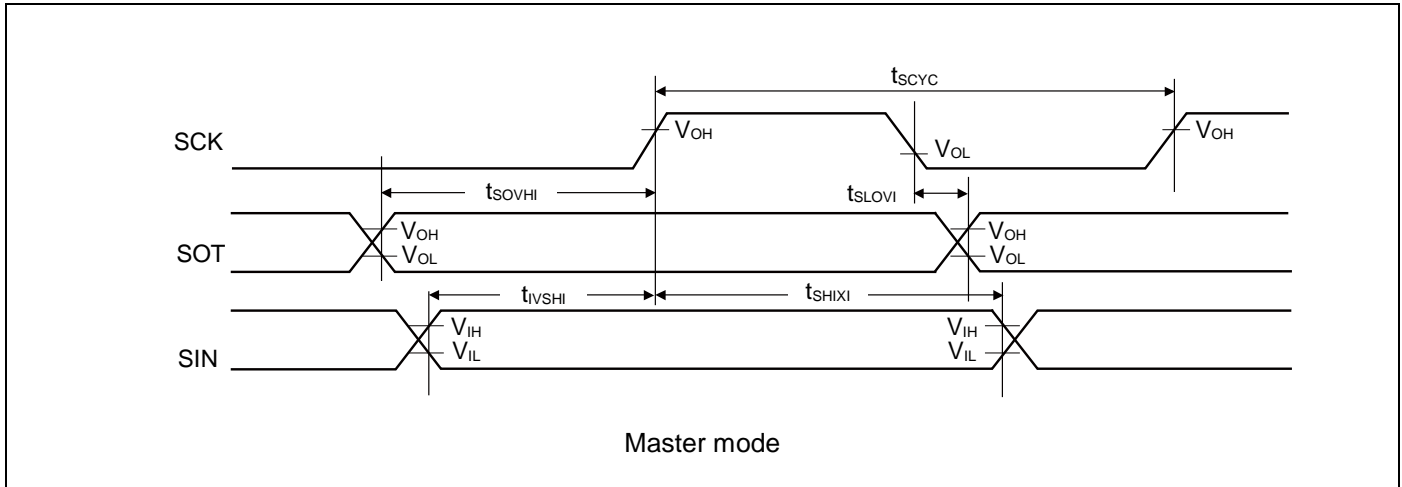 tSCYC
SCK
VOH
VOL
VOH
tSOVHI
tSLOVI
SOT
VOH
VOL
VOH
VOL
tIVSHI
tSHIXI
SIN
VIH
VIL
VIH
VIL
Master mode